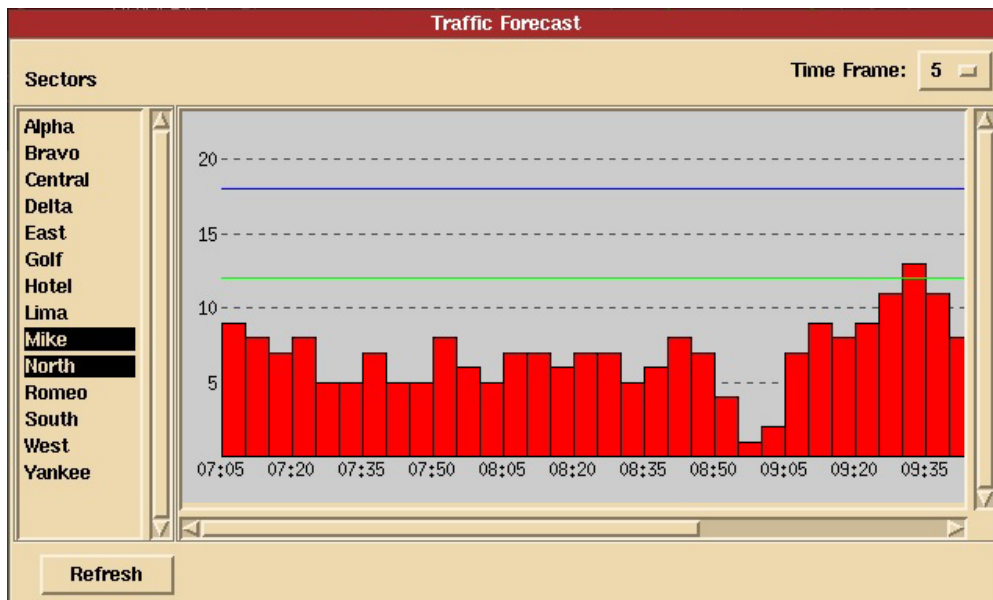 Traffic Forecast
Sectors
Time Frame: 5
Alpha
Bravo
Central
Delta
East
Golf
Hotel
Lima
Mike
North
Romeo
South
West
Yankee
20
15
10
5
07:05 07:20 07:35 07:50 08:05 08:20 08:35 08:50 09:05 09:20 09:35
Refresh